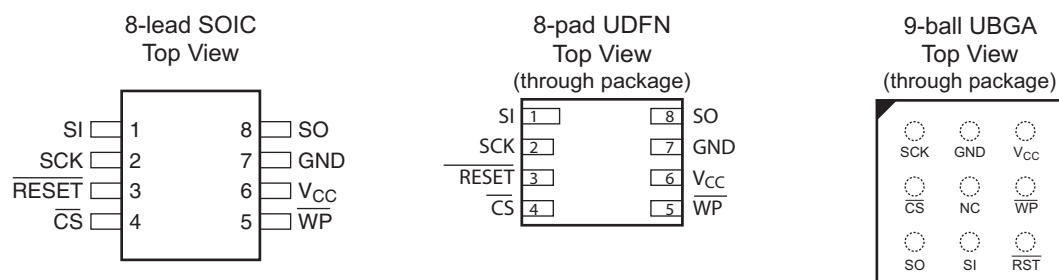 8-lead SOIC
Top View
SI 1 8 SO
SCK 2 7 GND
RESET 3 6 VCC
CS 4 5 WP
8-pad UDFN
Top View
(through package)
SI 1 8 SO
SCK 2 7 GND
RESET 3 6 VCC
CS 4 5 WP
9-ball UBGA
Top View
(through package)
SCK GND VCC
CS NC WP
SO SI RST